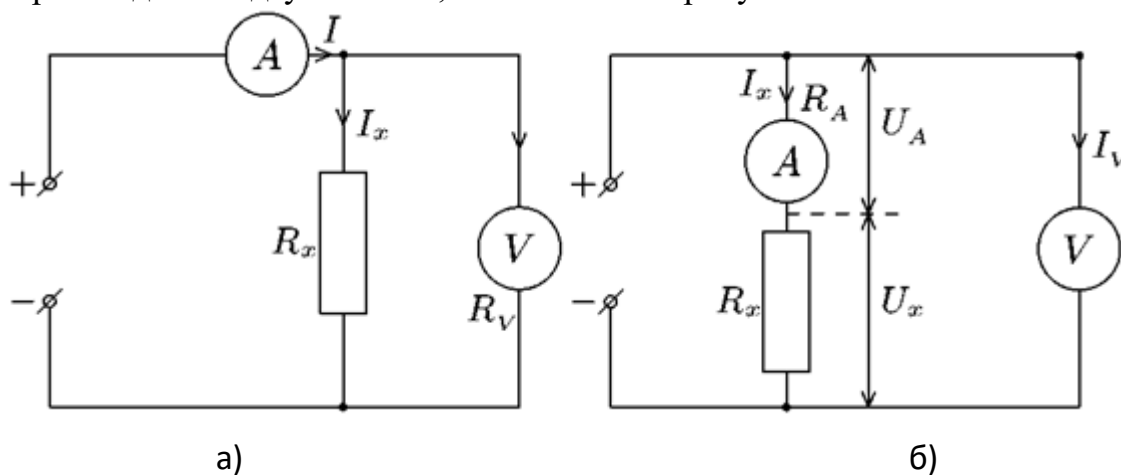 A I
I_x
+
−
R_x
V
R_V
а)
I_x R_A
A
U_A
I_V
+
−
R_x
U_x
V
б)